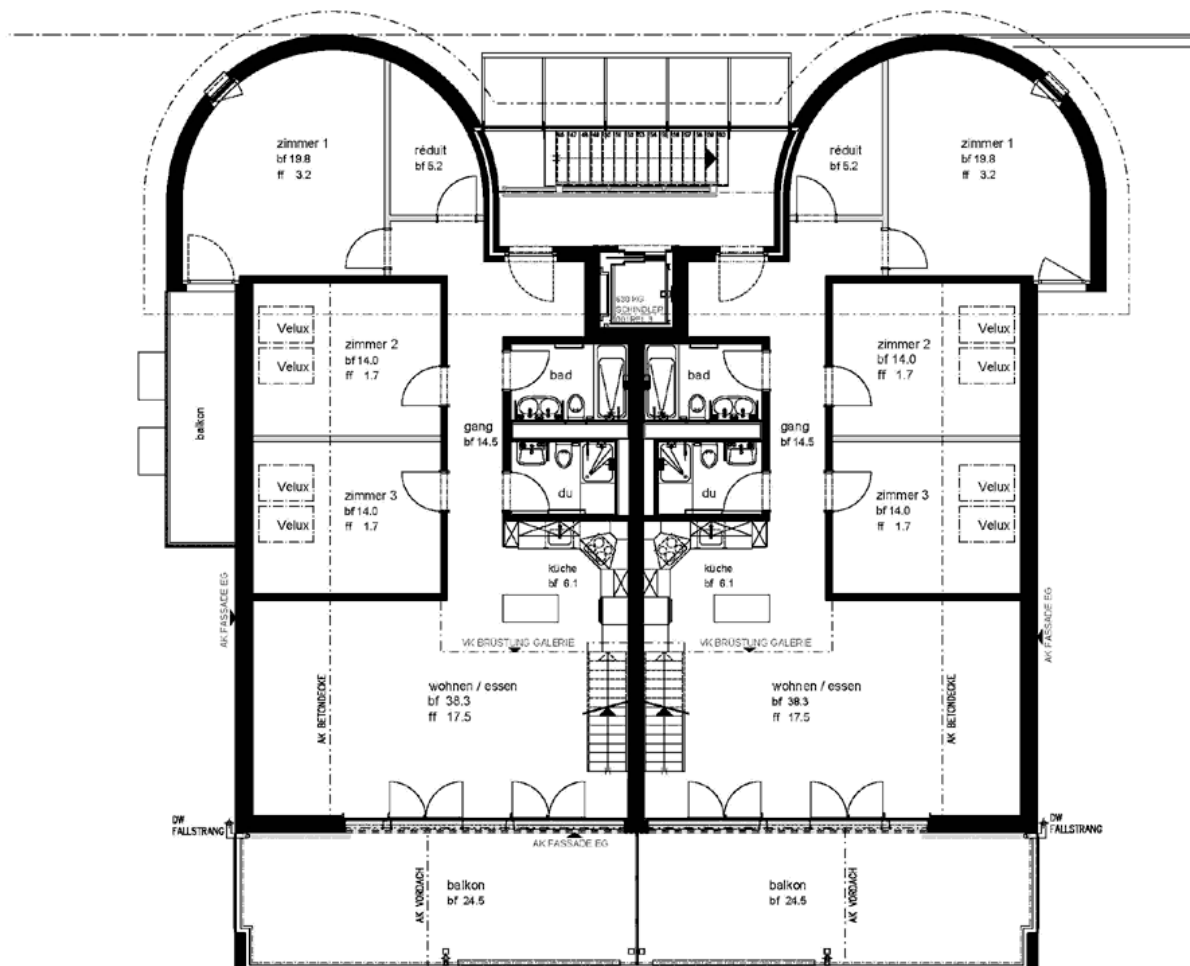 zimmer 1
bf 19.8
ff 3.2
réduit
bf 5.2
réduit
bf 5.2
zimmer 1
bf 19.8
ff 3.2
630 KG
SCHINDLER
Velux
Velux
zimmer 2
bf 14.0
ff 1.7
bad
bad
zimmer 2
bf 14.0
ff 1.7
Velux
Velux
balkon
gang
bf 14.5
gang
bf 14.5
Velux
Velux
zimmer 3
bf 14.0
ff 1.7
du
du
zimmer 3
bf 14.0
ff 1.7
Velux
Velux
küche
bf 6.1
küche
bf 6.1
AK FASSADE EG
AK FASSADE EG
VK BRÜSTUNG GALERIE
VK BRÜSTUNG GALERIE
AK BETONDECKE
wohnen / essen
bf 38.3
ff 17.5
wohnen / essen
bf 38.3
ff 17.5
AK BETONDECKE
DW
FALLSTRANG
DW
FALLSTRANG
AK FASSADE EG
AK VORDACH
balkon
bf 24.5
balkon
bf 24.5
AK VORDACH